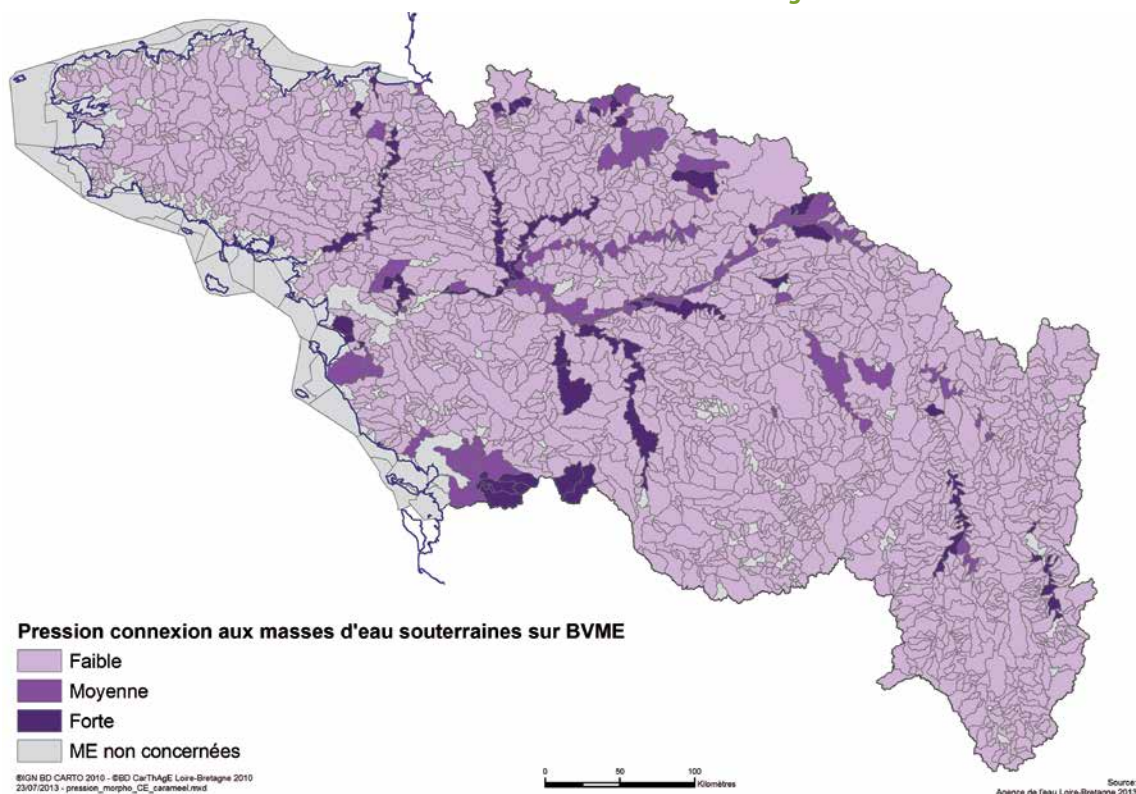 Pression connexion aux masses d'eau souterraines sur BVME
Faible
Moyenne
Forte
ME non concernées
©IGN BD CARTO 2010 - ©BD CarThAgE Loire-Bretagne 2010
23/07/2013 - pression_morpho_CE_carameel.mxd
0 50 100
Kilomètres
Source:
Agence de l'eau Loire-Bretagne 2013